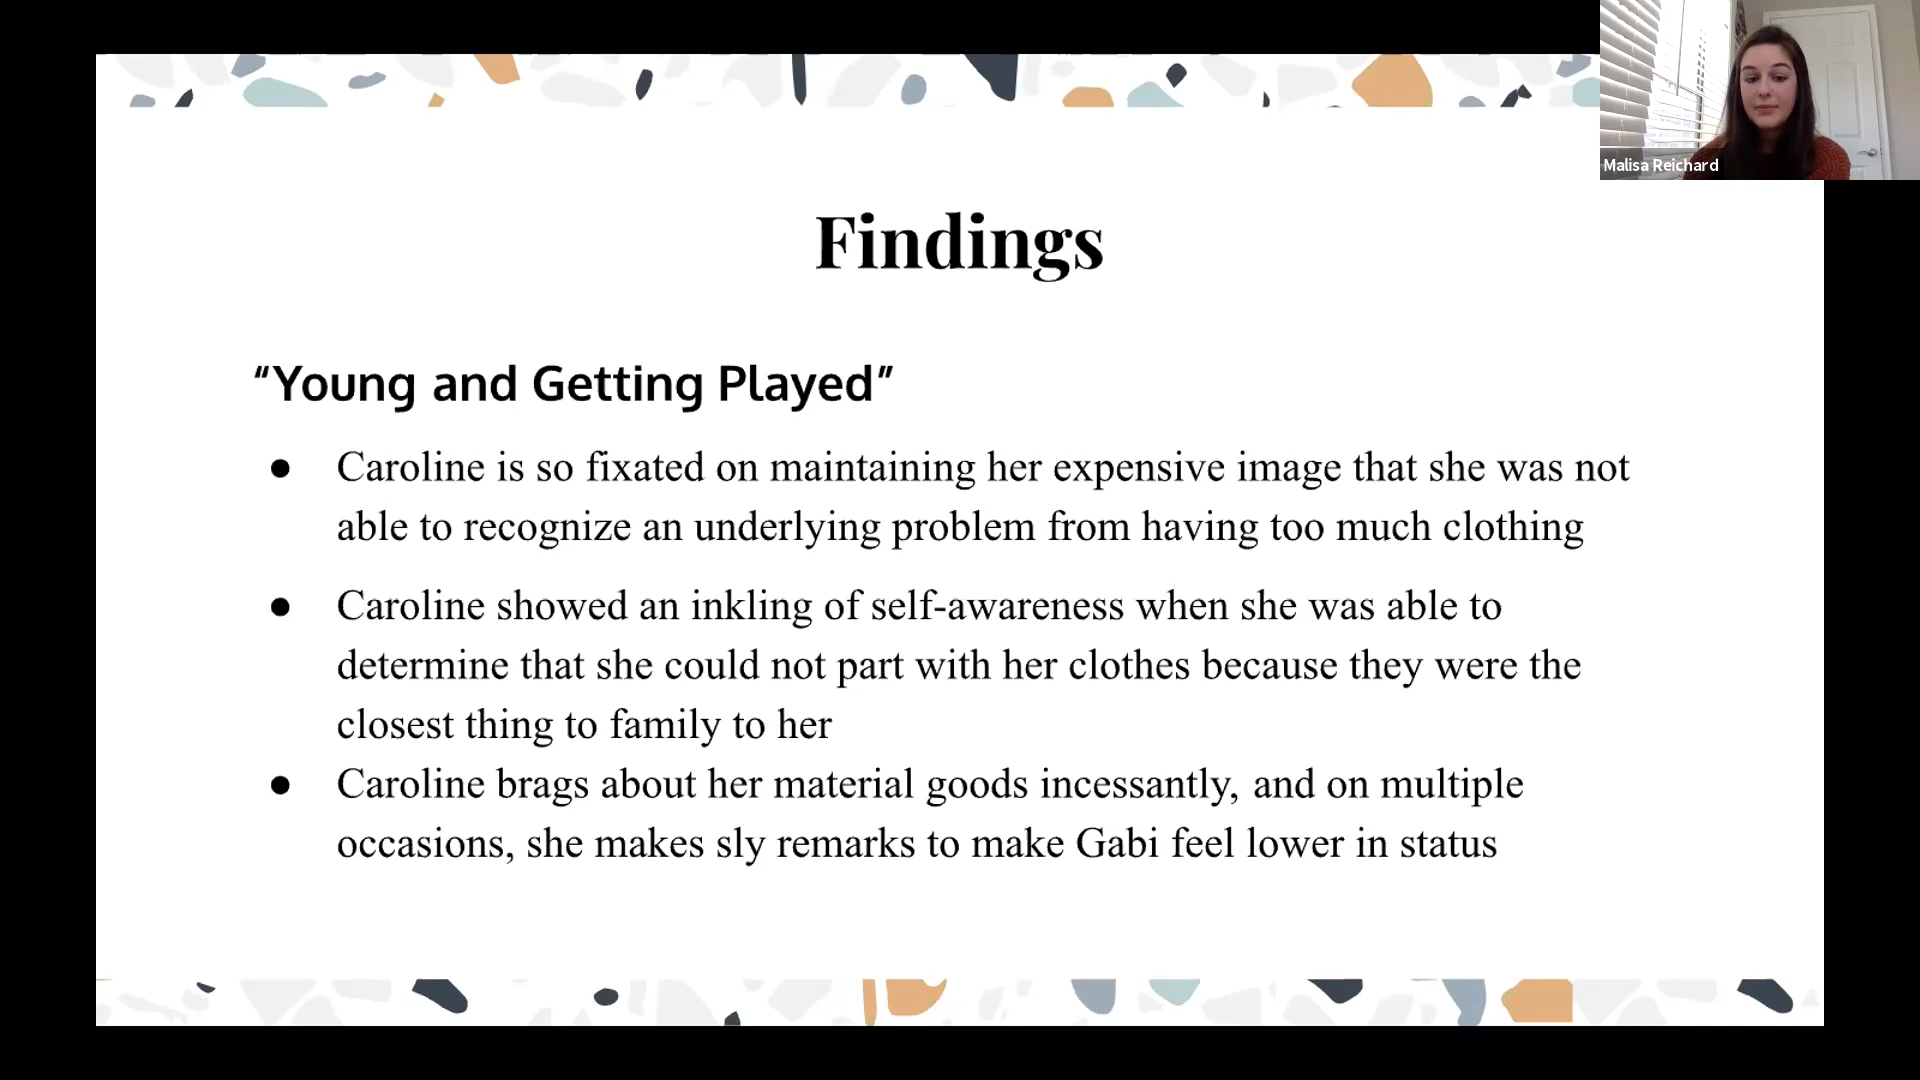 Malisa Reichard
Findings
“Young and Getting Played”
● Caroline is so fixated on maintaining her expensive image that she was not
able to recognize an underlying problem from having too much clothing
● Caroline showed an inkling of self-awareness when she was able to
determine that she could not part with her clothes because they were the
closest thing to family to her
● Caroline brags about her material goods incessantly, and on multiple
occasions, she makes sly remarks to make Gabi feel lower in status